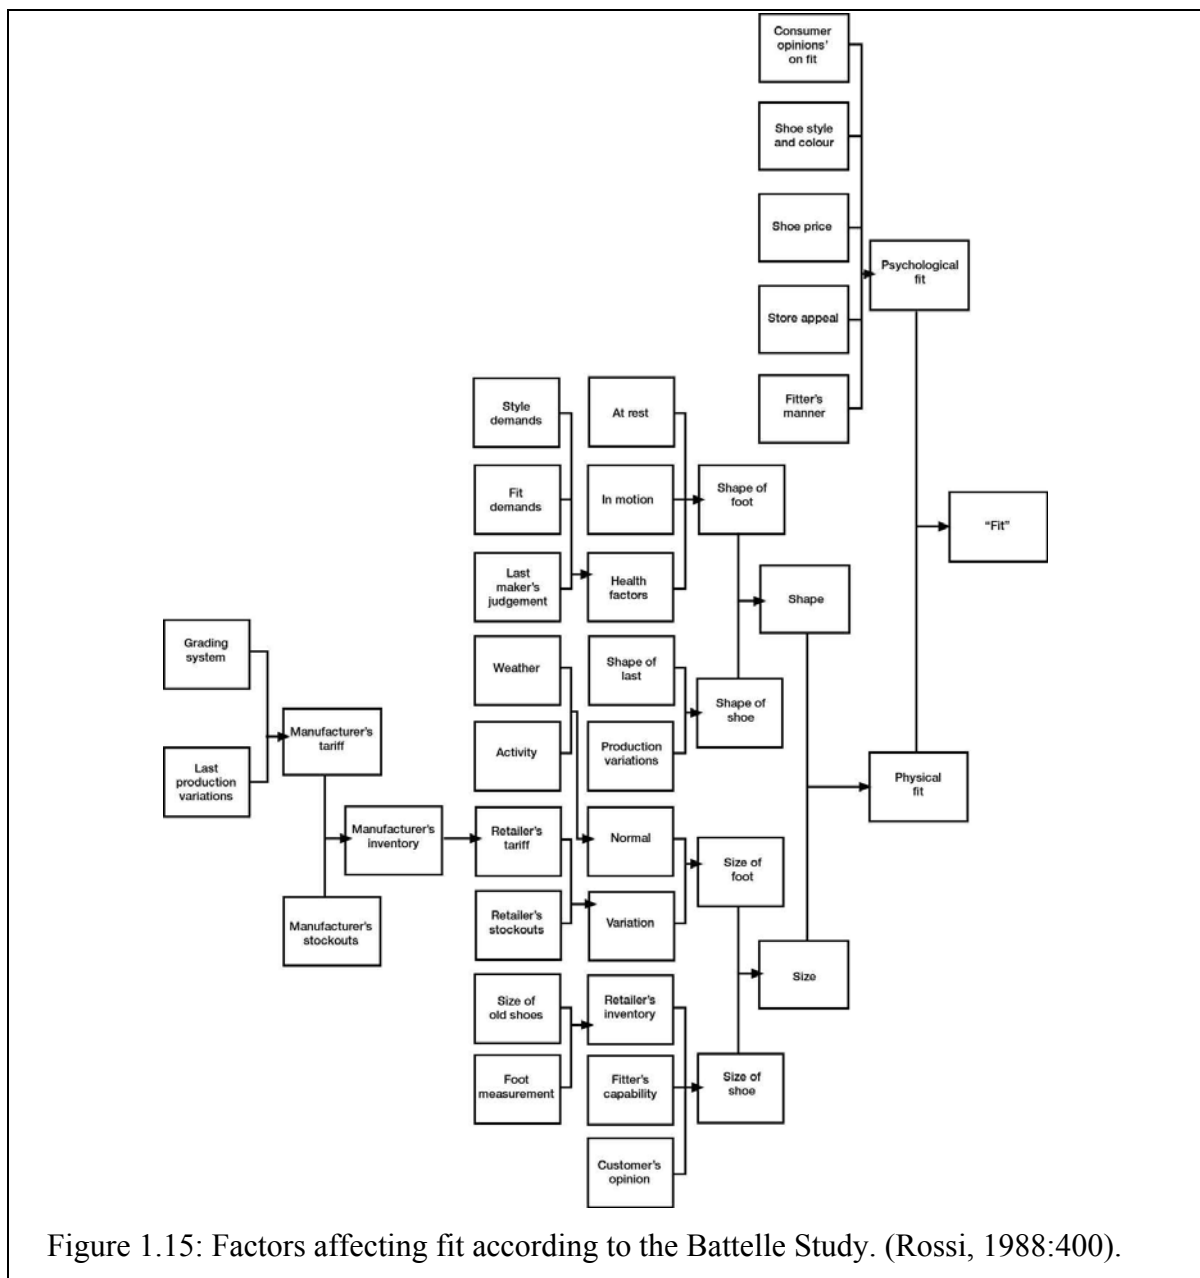 Consumer
opinions’
on fit
Shoe style
and colour
Shoe price
Psychological
fit
Store appeal
Fitter’s
manner
Style
demands
At rest
Fit
demands
In motion
Shape of
foot
“Fit”
Last
maker’s
judgement
Health
factors
Shape
Grading
system
Weather
Shape of
last
Shape of
shoe
Manufacturer’s
tariff
Activity
Production
variations
Last
production
variations
Physical
fit
Manufacturer’s
inventory
Retailer’s
tariff
Normal
Size of
foot
Manufacturer’s
stockouts
Retailer’s
stockouts
Variation
Size
Size of
old shoes
Retailer’s
inventory
Foot
measurement
Fitter’s
capability
Size of
shoe
Customer’s
opinion
Figure 1.15: Factors affecting fit according to the Battelle Study. (Rossi, 1988:400).